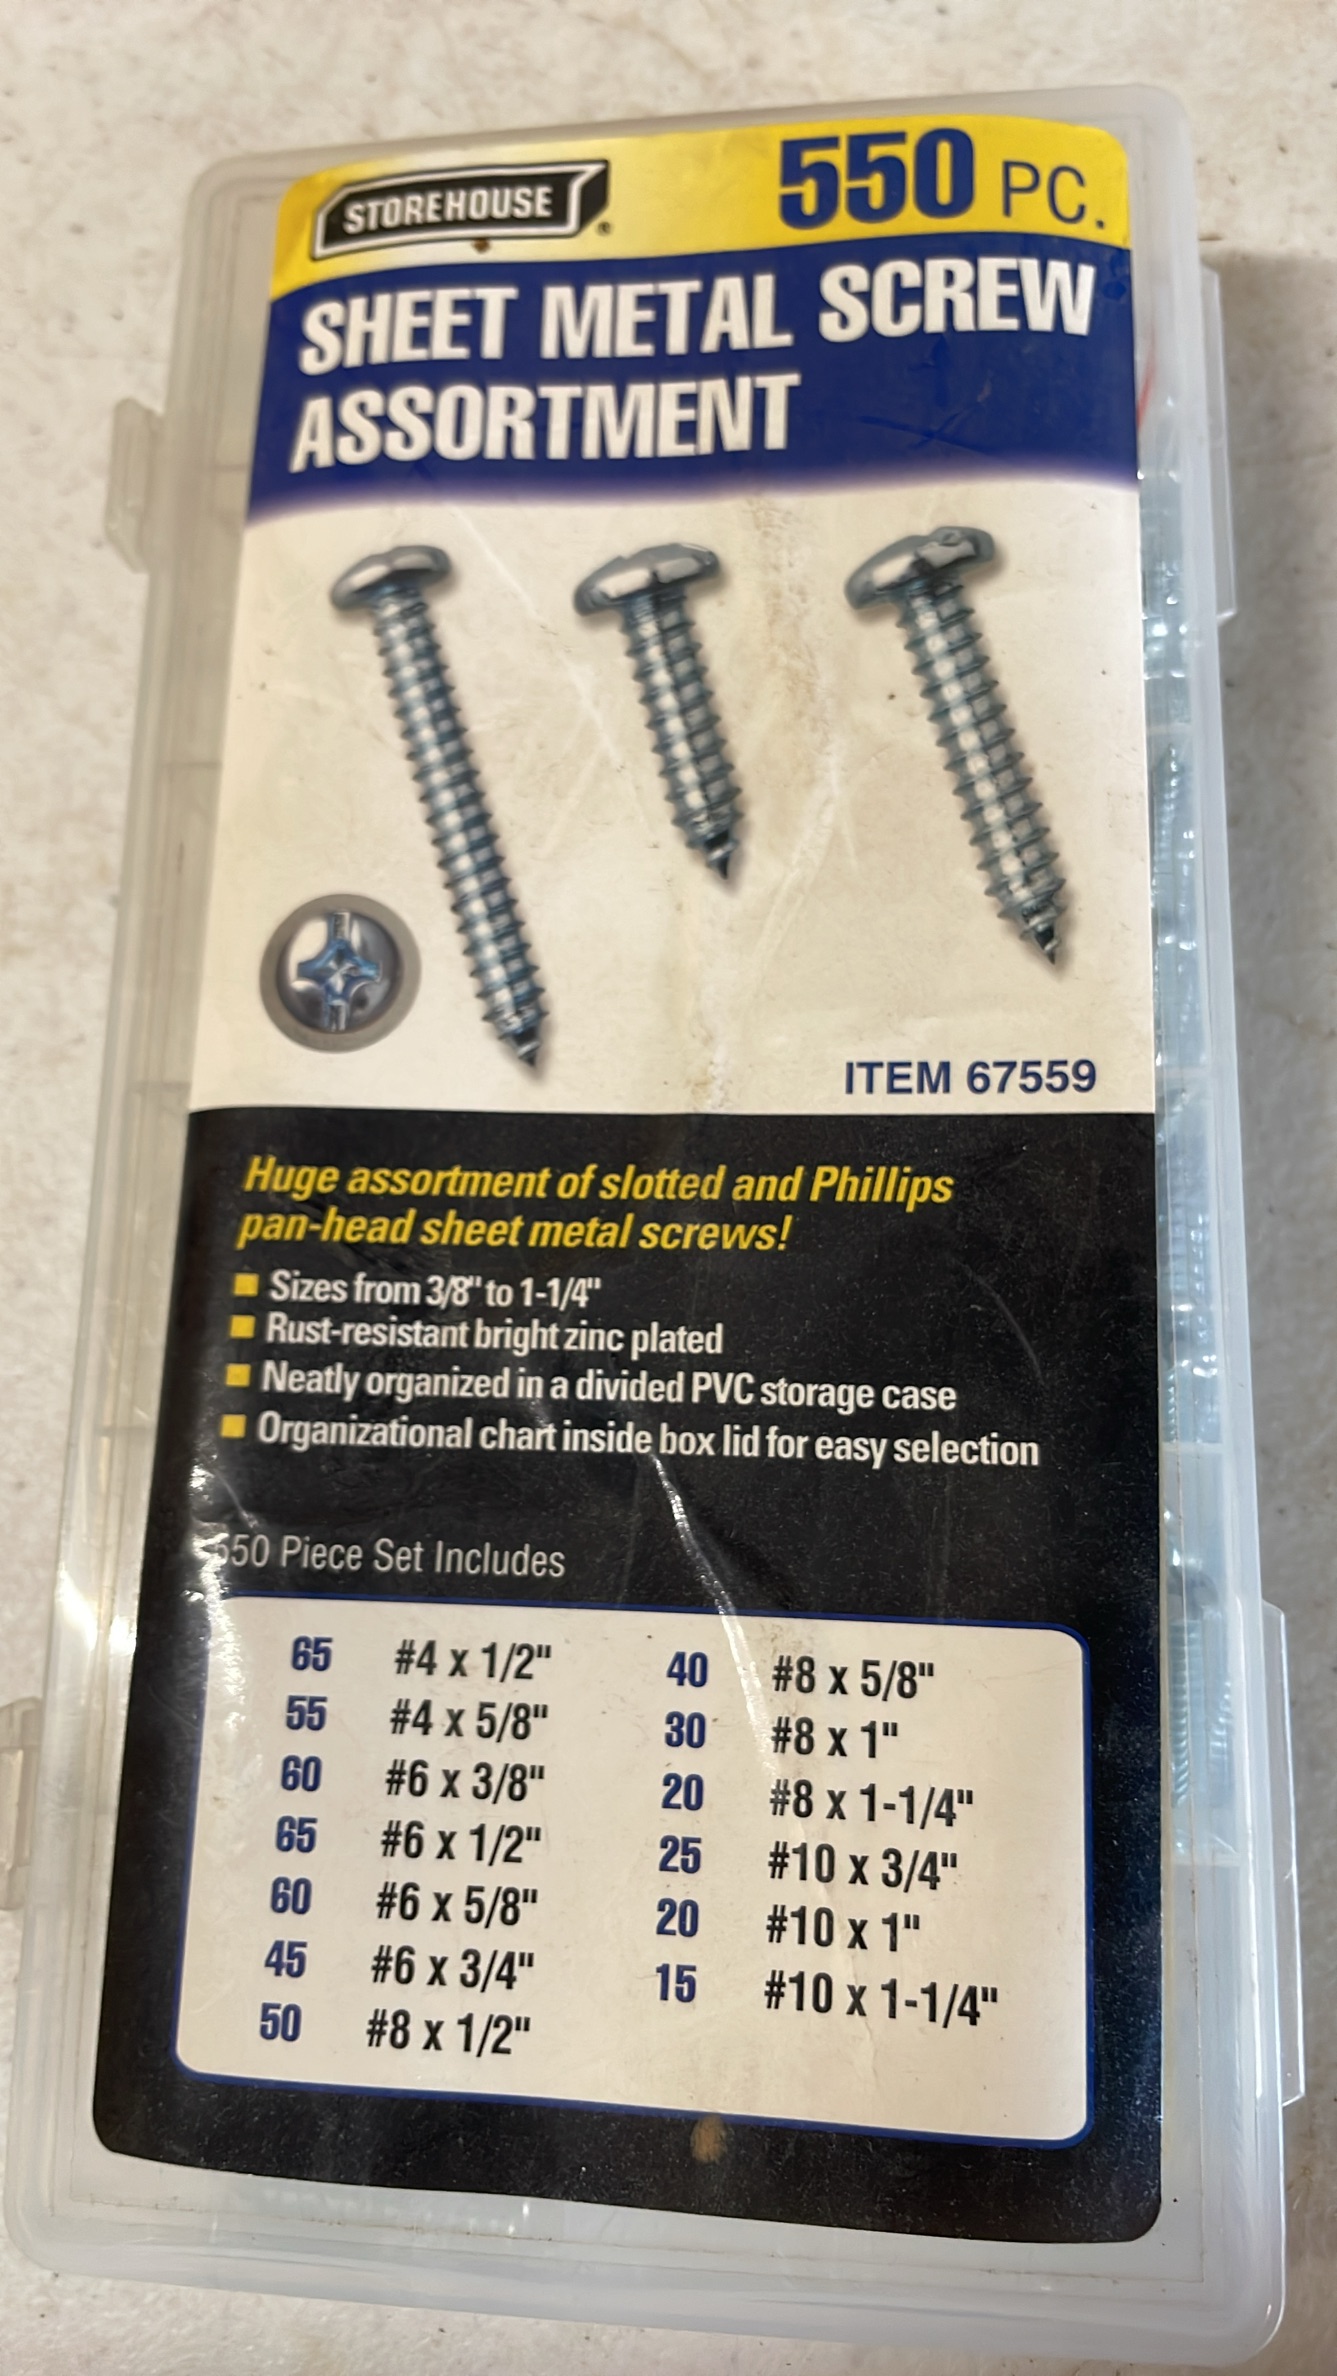 STOREHOUSE®
550 PC.
SHEET METAL SCREW
ASSORTMENT
ITEM 67559
Huge assortment of slotted and Phillips
pan-head sheet metal screws!
Sizes from 3/8" to 1-1/4"
Rust-resistant bright zinc plated
Neatly organized in a divided PVC storage case
Organizational chart inside box lid for easy selection
550 Piece Set Includes
65 #4 x 1/2"
55 #4 x 5/8"
60 #6 x 3/8"
65 #6 x 1/2"
60 #6 x 5/8"
45 #6 x 3/4"
50 #8 x 1/2"
40 #8 x 5/8"
30 #8 x 1"
20 #8 x 1-1/4"
25 #10 x 3/4"
20 #10 x 1"
15 #10 x 1-1/4"